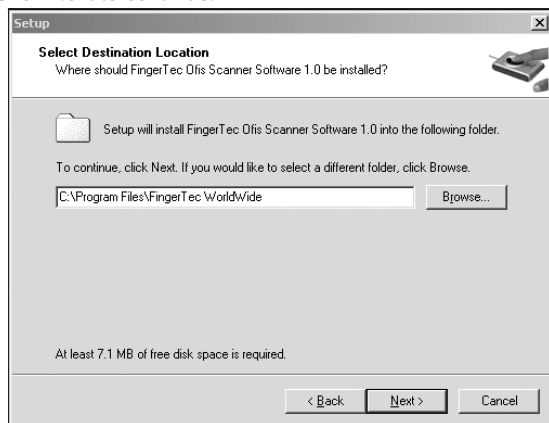 Setup
Select Destination Location
Where should FingerTec Ofis Scanner Software 1.0 be installed?
Setup will install FingerTec Ofis Scanner Software 1.0 into the following folder.
To continue, click Next. If you would like to select a different folder, click Browse.
C:\Program Files\FingerTec WorldWide
Browse...
At least 7.1 MB of free disk space is required.
< Back Next > Cancel